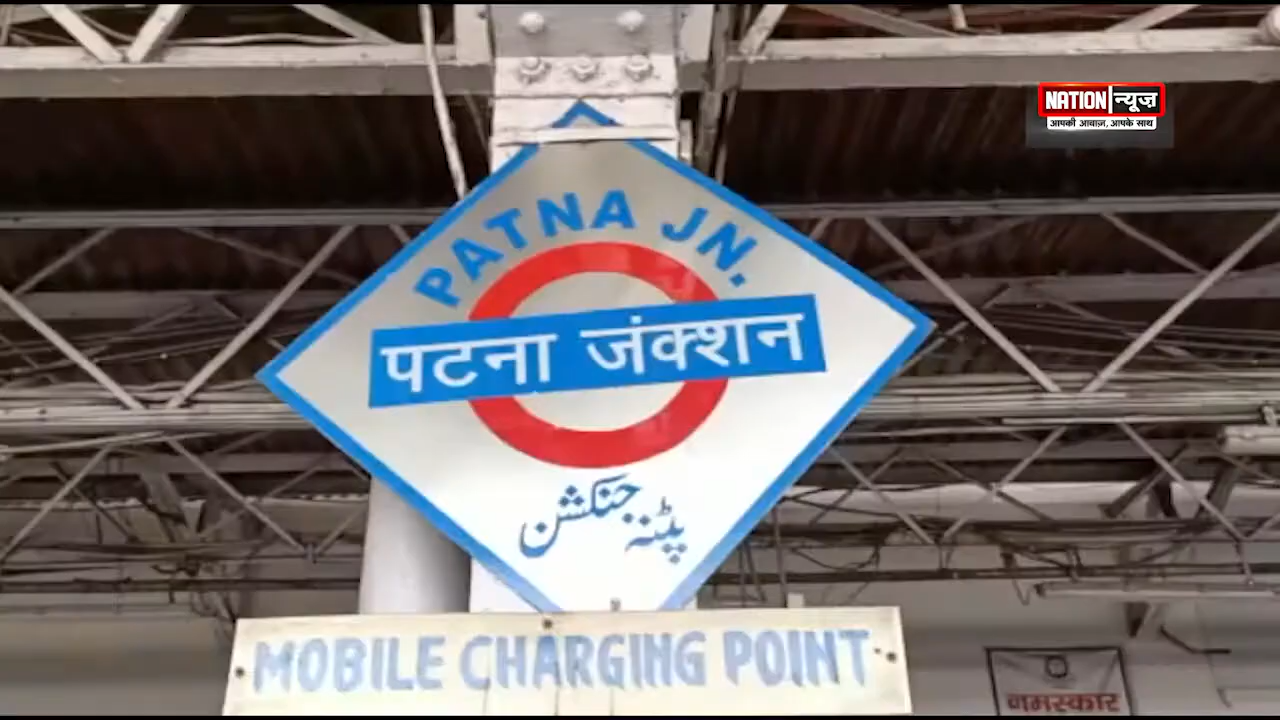 NATION न्यूज़
आपकी आवाज़, आपके साथ
PATNA JN.
पटना जंक्शन
پٹنہ جنکشن
MOBILE CHARGING POINT
नमस्कार